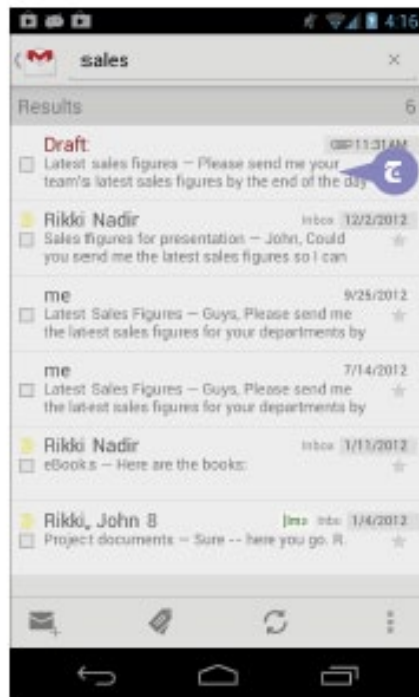 4:16
sales ×
Results 6
Draft 11:31 AM
Latest sales figures — Please send me your
team's latest sales figures by the end of the day
ج
Rikki Nadir Inbox 12/2/2012
Sales figures for presentation — John, Could
you send me the latest sales figures so I can
me 9/25/2012
Latest Sales Figures — Guys, Please send me
the latest sales figures for your departments by
me 7/14/2012
Latest Sales Figures — Guys, Please send me
the latest sales figures for your departments by
Rikki Nadir Inbox 1/11/2012
eBooks — Here are the books:
Rikki, John 8 1/4/2012
Project documents — Sure -- here you go. R.